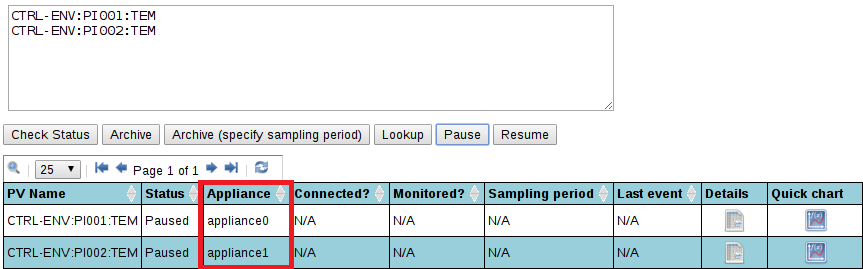 CTRL-ENV:PI001:TEM
CTRL-ENV:PI002:TEM
Check Status Archive Archive (specify sampling period) Lookup Pause Resume
25 Page 1 of 1
PV Name Status Appliance Connected? Monitored? Sampling period Last event Details Quick chart
CTRL-ENV:PI001:TEM Paused appliance0 N/A N/A N/A N/A
CTRL-ENV:PI002:TEM Paused appliance1 N/A N/A N/A N/A